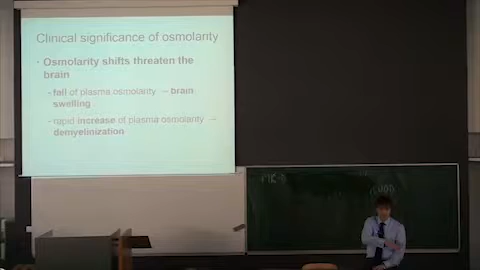 Clinical significance of osmolarity
· Osmolarity shifts threaten the
brain
- fall of plasma osmolarity → brain
swelling
- rapid increase of plasma osmolarity →
demyelinization